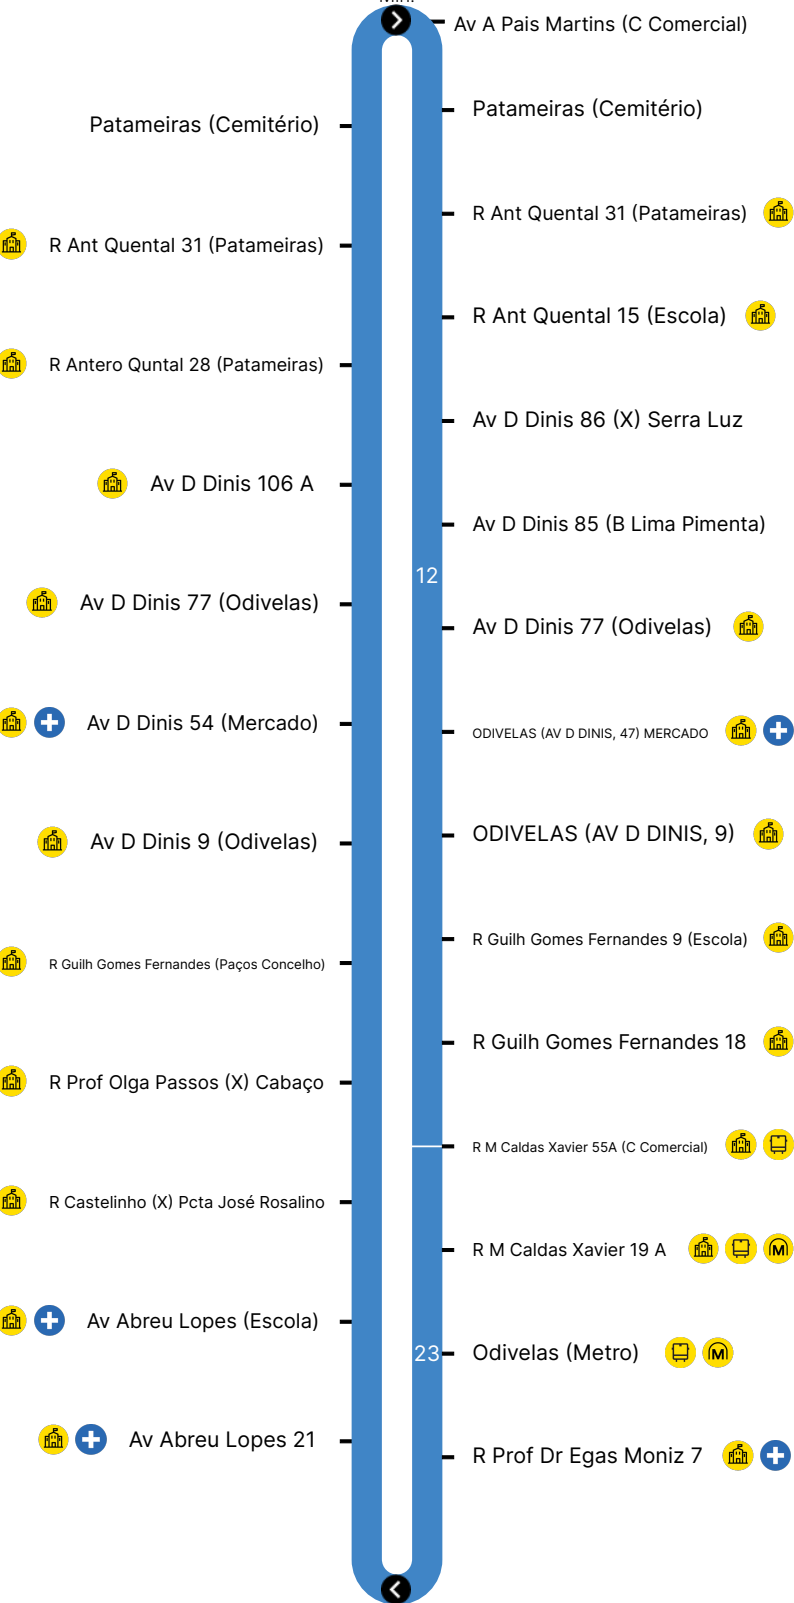 Av A Pais Martins (C Comercial)
Patameiras (Cemitério)
R Ant Quental 31 (Patameiras)
R Ant Quental 15 (Escola)
Av D Dinis 86 (X) Serra Luz
Av D Dinis 85 (B Lima Pimenta)
12
Av D Dinis 77 (Odivelas)
ODIVELAS (AV D DINIS, 47) MERCADO
ODIVELAS (AV D DINIS, 9)
R Guilh Gomes Fernandes 9 (Escola)
R Guilh Gomes Fernandes 18
R M Caldas Xavier 55A (C Comercial)
R M Caldas Xavier 19 A
M
23
Odivelas (Metro)
M
R Prof Dr Egas Moniz 7
Patameiras (Cemitério)
R Ant Quental 31 (Patameiras)
R Antero Quntal 28 (Patameiras)
Av D Dinis 106 A
Av D Dinis 77 (Odivelas)
Av D Dinis 54 (Mercado)
Av D Dinis 9 (Odivelas)
R Guilh Gomes Fernandes (Paços Concelho)
R Prof Olga Passos (X) Cabaço
R Castelinho (X) Pcta José Rosalino
Av Abreu Lopes (Escola)
Av Abreu Lopes 21